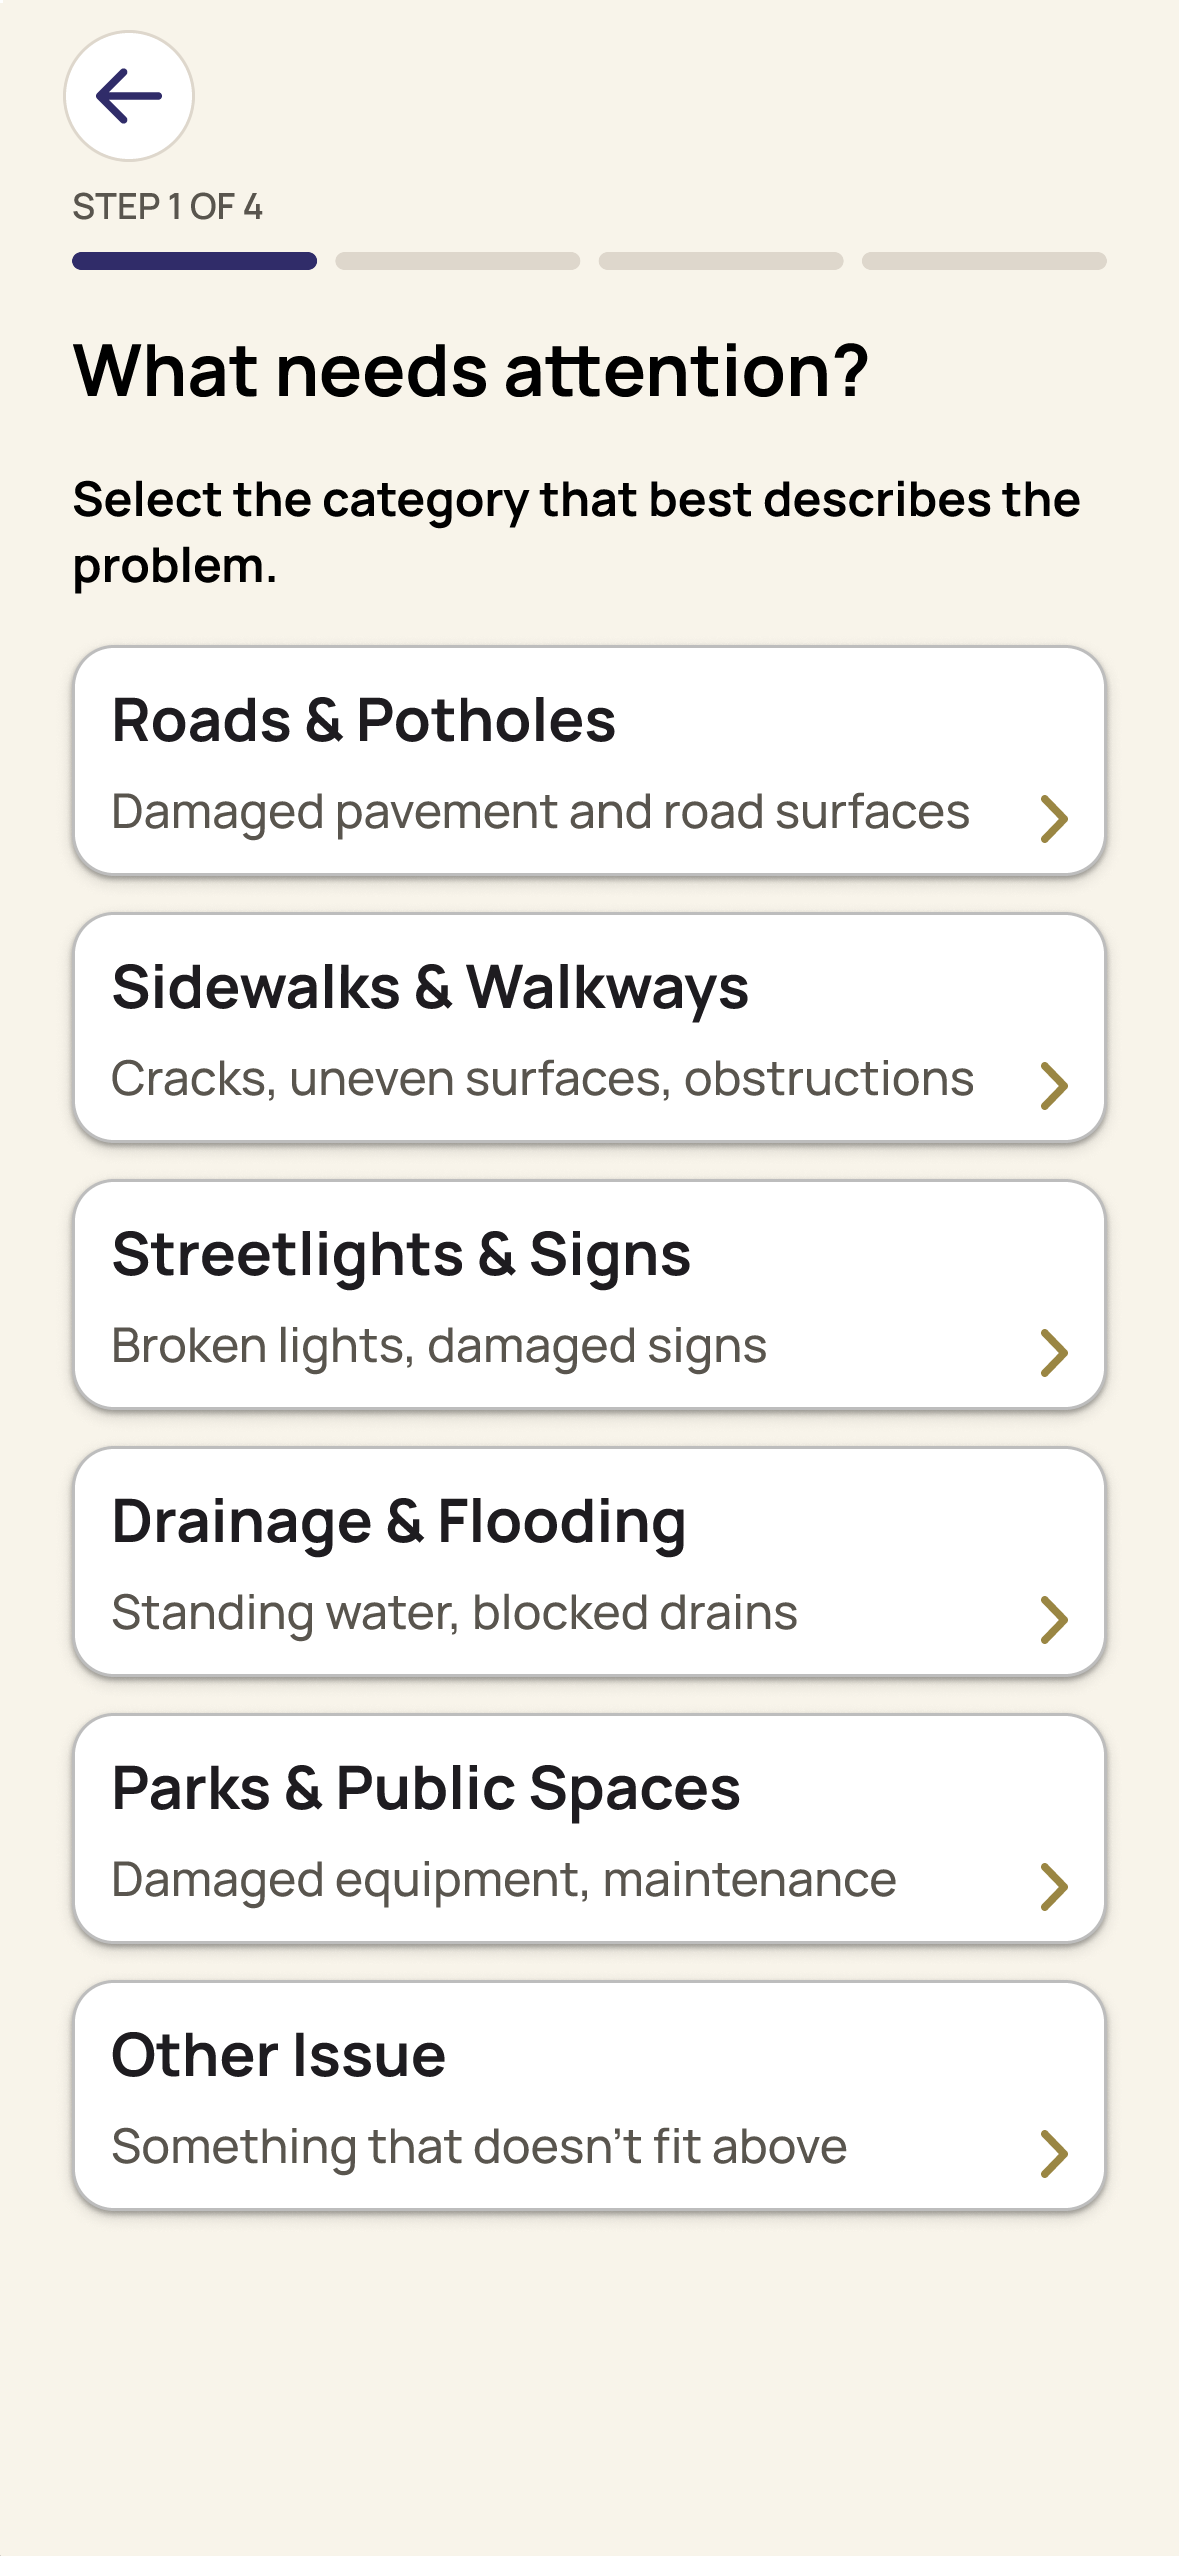 STEP 1 OF 4
What needs attention?
Select the category that best describes the
problem.
Roads & Potholes
Damaged pavement and road surfaces
Sidewalks & Walkways
Cracks, uneven surfaces, obstructions
Streetlights & Signs
Broken lights, damaged signs
Drainage & Flooding
Standing water, blocked drains
Parks & Public Spaces
Damaged equipment, maintenance
Other Issue
Something that doesn’t fit above